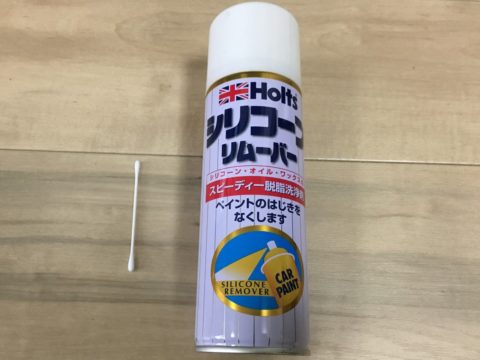 Holts
シリコーン
リムーバー
シリコーン・オイル・ワックス
スピーディー脱脂洗浄剤
ペイントのはじきを
なくします
SILICONE
REMOVER
CAR
PAINT